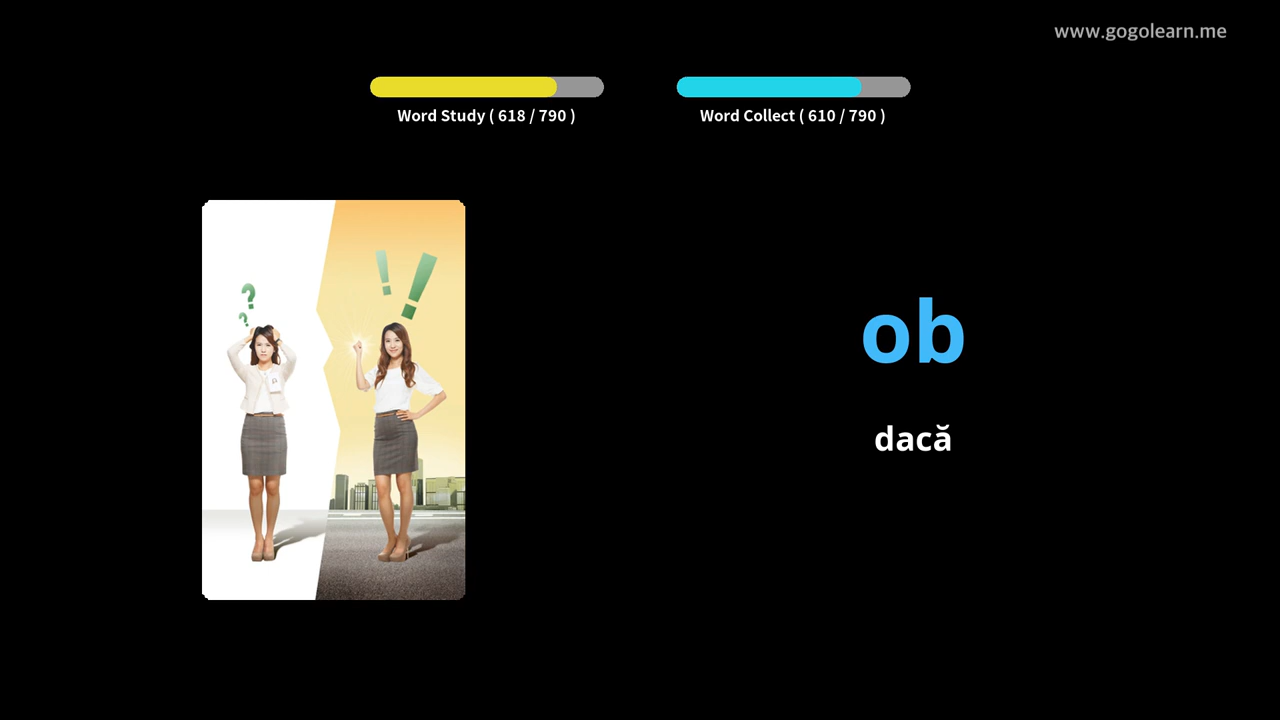 www.gogolearn.me
Word Study ( 618 / 790 )
Word Collect ( 610 / 790 )
? !!
?
ob
dacă